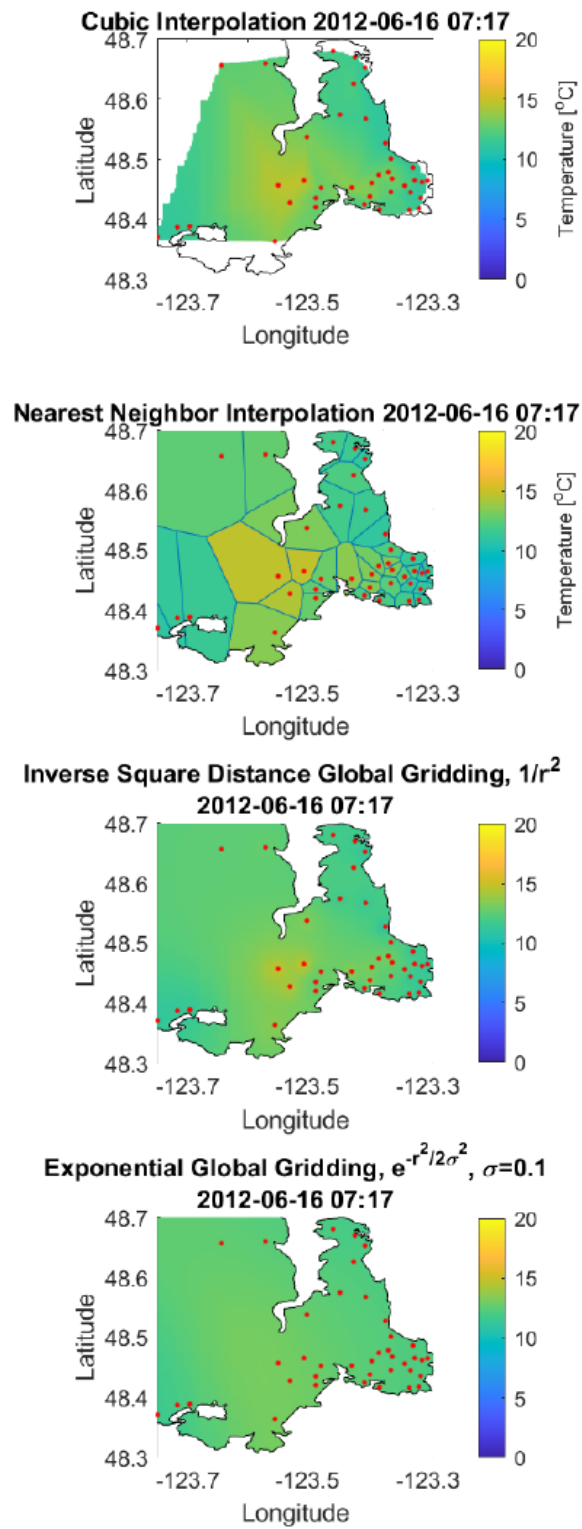 Cubic Interpolation 2012-06-16 07:17
48.7
48.6
48.5
48.4
48.3
Latitude
-123.7 -123.5 -123.3
Longitude
20
15
10
5
0
Temperature [°C]
Nearest Neighbor Interpolation 2012-06-16 07:17
48.7
48.6
48.5
48.4
48.3
Latitude
-123.7 -123.5 -123.3
Longitude
20
15
10
5
0
Temperature [°C]
Inverse Square Distance Global Gridding, 1/r²
2012-06-16 07:17
48.7
48.6
48.5
48.4
48.3
Latitude
-123.7 -123.5 -123.3
Longitude
20
15
10
5
0
Exponential Global Gridding, e^{-r²/2σ²}, σ=0.1
2012-06-16 07:17
48.7
48.6
48.5
48.4
48.3
Latitude
-123.7 -123.5 -123.3
Longitude
20
15
10
5
0